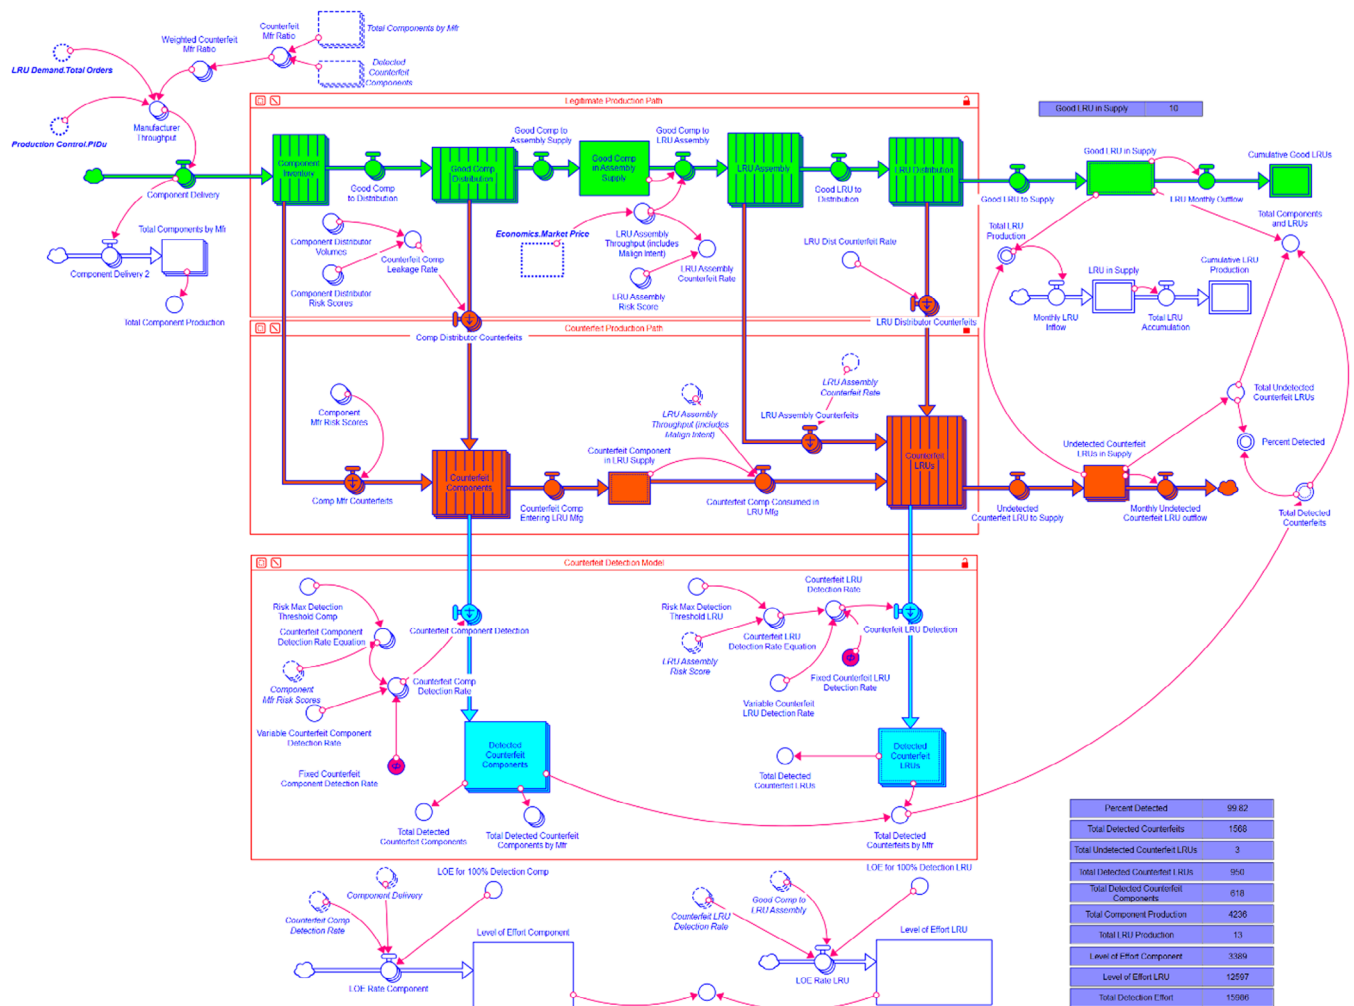 Total Components by Mfr
Counterfeit
Mfr Ratio
Weighted Counterfeit
Mfr Ratio
Detected
Counterfeit
Components
LRU Demand.Total Orders
Production Control.PIDu
Manufacturer
Throughput
Component Delivery
Total Components by Mfr
Component Delivery 2
Total Component Production
Legitimate Production Path
Component
Inventory
Good Comp
to Distribution
Good Comp
Distribution
Good Comp to
Assembly Supply
Good Comp
in Assembly
Supply
Good Comp to
LRU Assembly
LRU Assembly
Good LRU to
Distribution
LRU Distribution
Good LRU to Supply
Good LRU in Supply 10
Good LRU in Supply
LRU Monthly Outflow
Cumulative Good LRUs
Component Distributor
Volumes
Component Distributor
Risk Scores
Counterfeit Comp
Leakage Rate
Economics.Market Price
LRU Assembly
Throughput (includes
Malign Intent)
LRU Assembly
Counterfeit Rate
LRU Assembly
Risk Score
LRU Dist Counterfeit Rate
Total LRU
Production
Total Components
and LRUs
LRU in Supply
Cumulative LRU
Production
Monthly LRU
Inflow
Total LRU
Accumulation
Counterfeit Production Path
Comp Distributor Counterfeits
LRU Distributor Counterfeits
Component
Mfr Risk Scores
LRU Assembly
Throughput (includes
Malign Intent)
LRU Assembly
Counterfeit Rate
LRU Assembly Counterfeits
Comp Mfr Counterfeits
Counterfeit
Components
Counterfeit Comp
Entering LRU Mfg
Counterfeit Component
in LRU Supply
Counterfeit Comp Consumed in
LRU Mfg
Counterfeit
LRUs
Undetected
Counterfeit LRU to Supply
Undetected Counterfeit
LRUs in Supply
Monthly Undetected
Counterfeit LRU outflow
Total Undetected
Counterfeit LRUs
Percent Detected
Total Detected
Counterfeits
Counterfeit Detection Model
Risk Max Detection
Threshold Comp
Counterfeit Component
Detection Rate Equation
Component
Mfr Risk Scores
Variable Counterfeit Component
Detection Rate
Fixed Counterfeit
Component Detection Rate
Counterfeit Comp
Detection Rate
Counterfeit Component Detection
Detected
Counterfeit
Components
Total Detected
Counterfeit Components
Total Detected Counterfeit
Components by Mfr
Risk Max Detection
Threshold LRU
LRU Assembly
Risk Score
Counterfeit LRU
Detection Rate Equation
Counterfeit LRU
Detection Rate
Counterfeit LRU Detection
Variable Counterfeit
LRU Detection Rate
Fixed Counterfeit LRU
Detection Rate
Detected
Counterfeit
LRUs
Total Detected
Counterfeit LRUs
Total Detected
Counterfeits by Mfr
Component Delivery
LOE for 100% Detection Comp
Counterfeit Comp
Detection Rate
LOE Rate Component
Level of Effort Component
Good Comp to
LRU Assembly
LOE for 100% Detection LRU
Counterfeit LRU
Detection Rate
LOE Rate LRU
Level of Effort LRU
Percent Detected 99.82
Total Detected Counterfeits 1568
Total Undetected Counterfeit LRUs 3
Total Detected Counterfeit LRUs 950
Total Detected Counterfeit
Components 618
Total Component Production 4236
Total LRU Production 13
Level of Effort Component 3389
Level of Effort LRU 12597
Total Detection Effort 15986